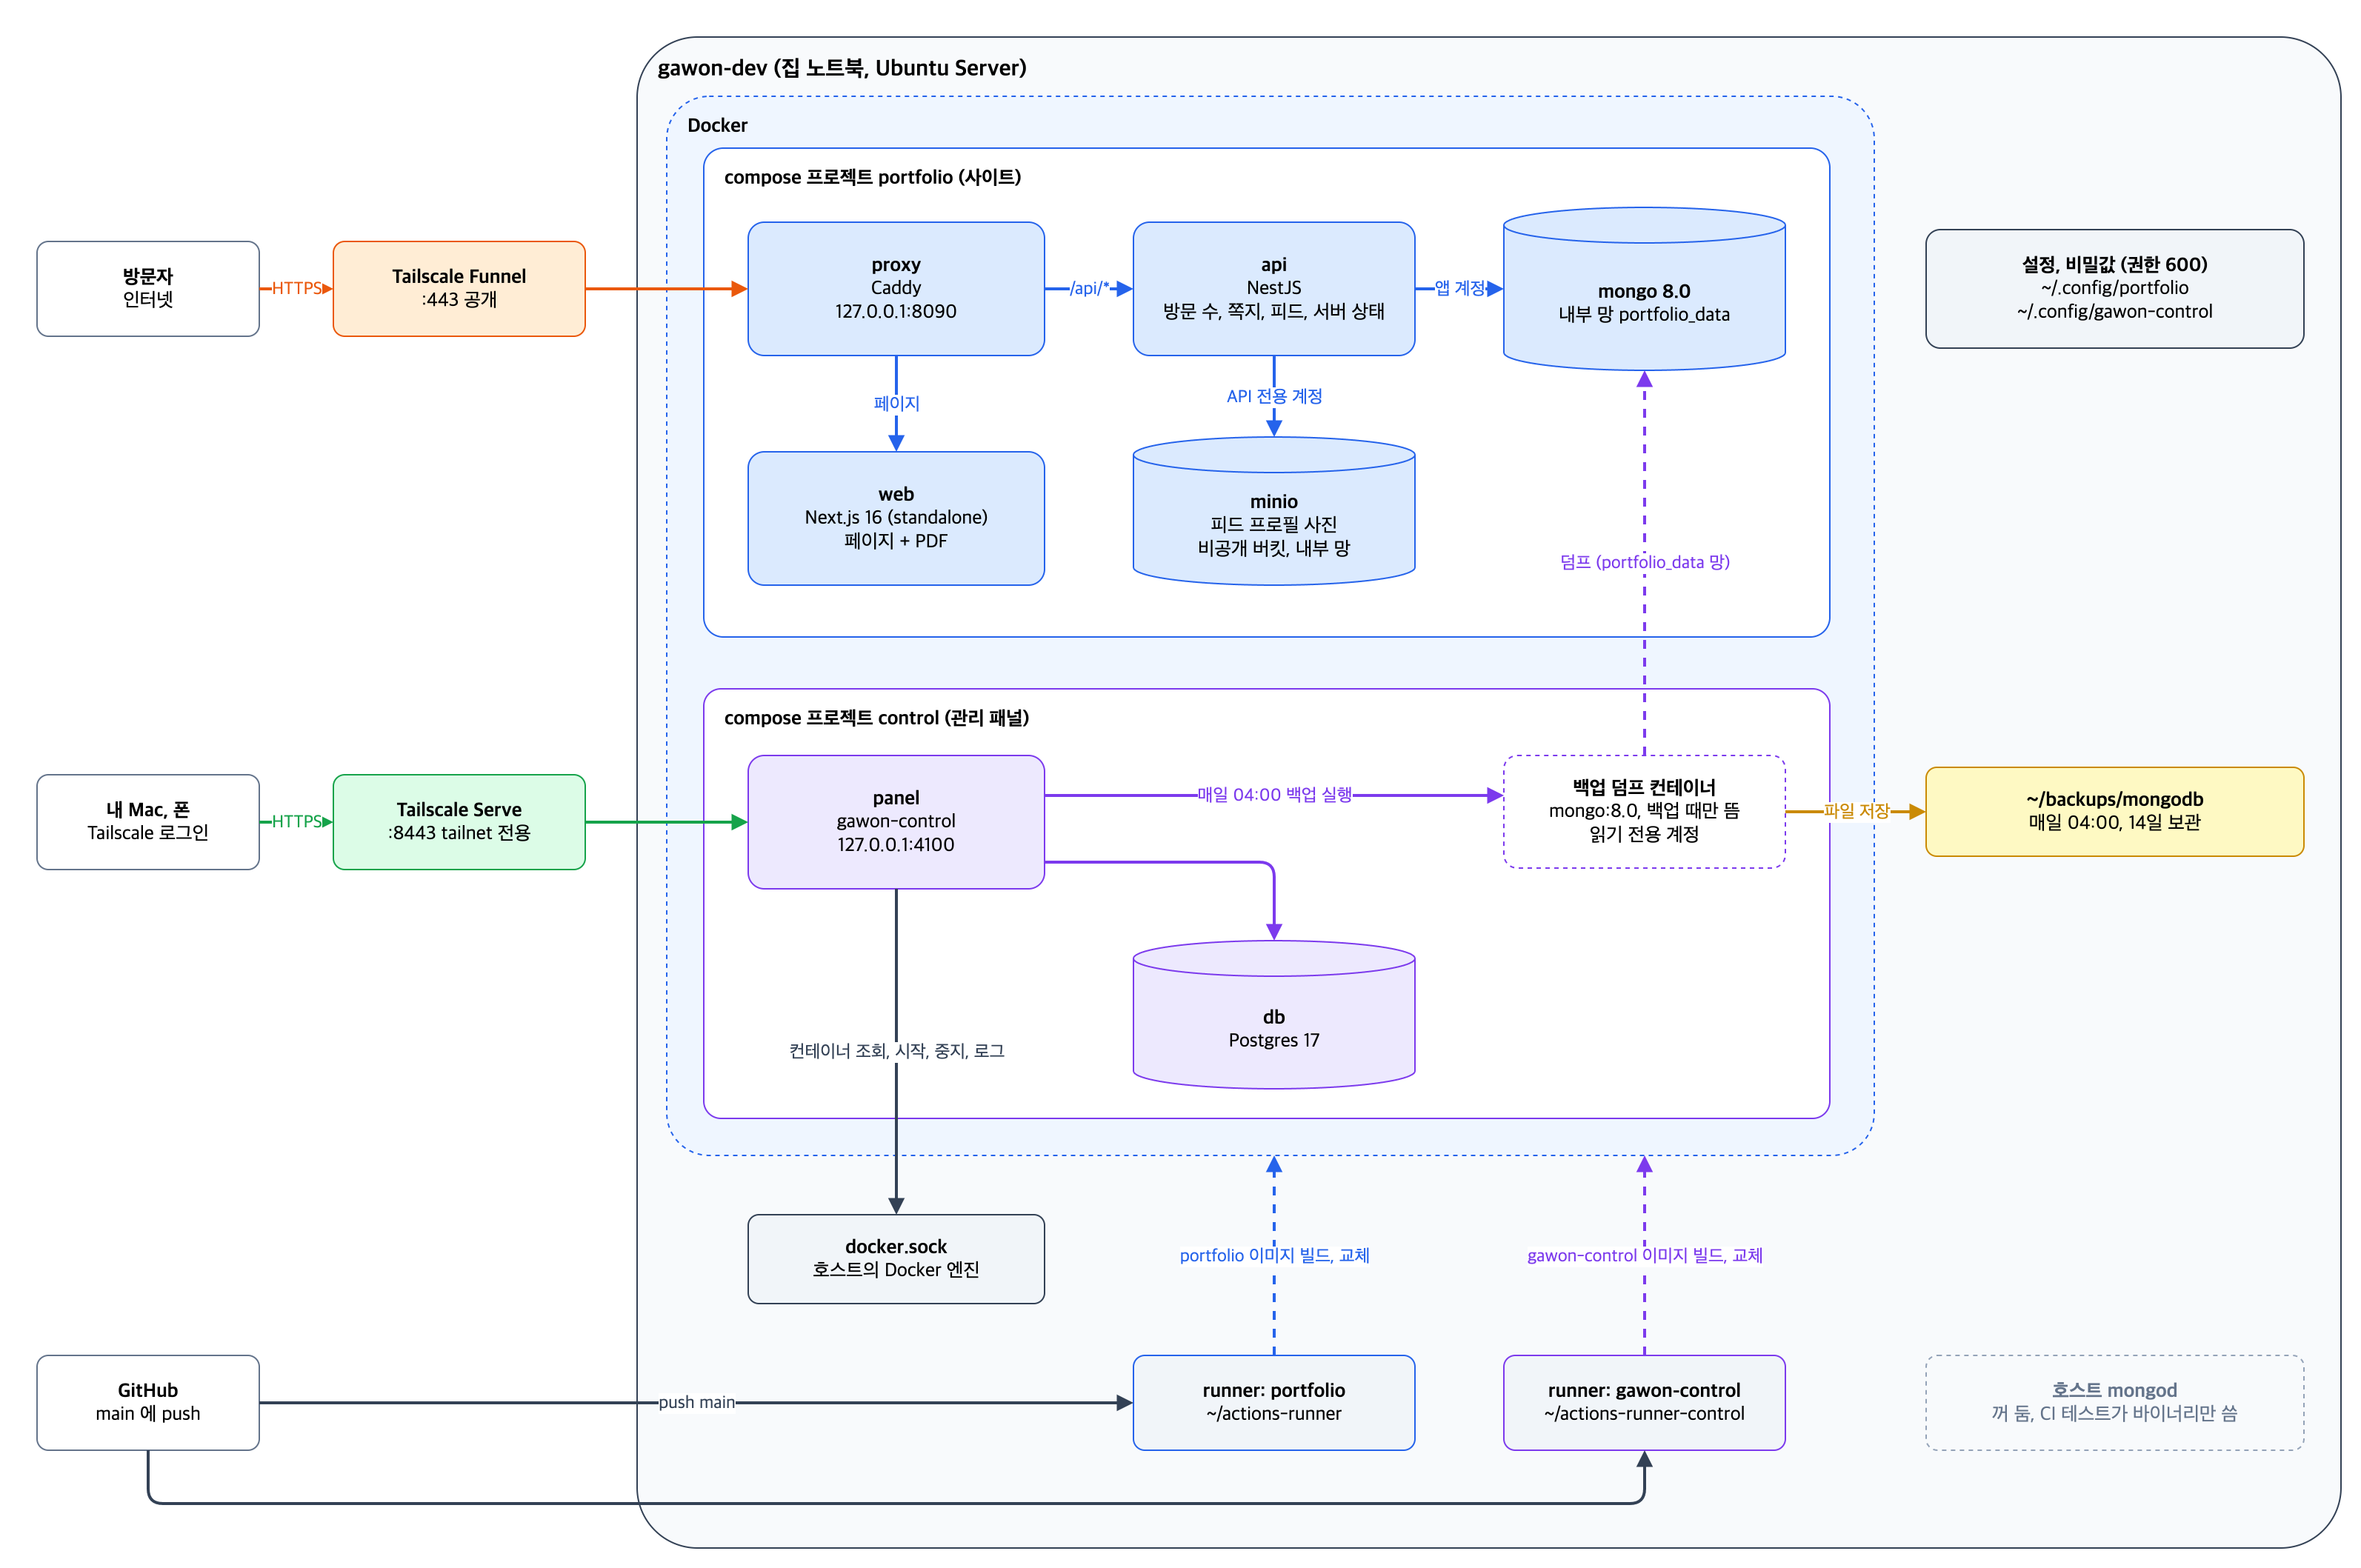 gawon-dev (집 노트북, Ubuntu Server)
Docker
compose 프로젝트 portfolio (사이트)
방문자
인터넷
HTTPS
Tailscale Funnel
:443 공개
proxy
Caddy
127.0.0.1:8090
/api/*
api
NestJS
방문 수, 쪽지, 피드, 서버 상태
앱 계정
mongo 8.0
내부 망 portfolio_data
설정, 비밀값 (권한 600)
~/.config/portfolio
~/.config/gawon-control
페이지
API 전용 계정
web
Next.js 16 (standalone)
페이지 + PDF
minio
피드 프로필 사진
비공개 버킷, 내부 망
덤프 (portfolio_data 망)
compose 프로젝트 control (관리 패널)
내 Mac, 폰
Tailscale 로그인
HTTPS
Tailscale Serve
:8443 tailnet 전용
panel
gawon-control
127.0.0.1:4100
매일 04:00 백업 실행
백업 덤프 컨테이너
mongo:8.0, 백업 때만 뜸
읽기 전용 계정
파일 저장
~/backups/mongodb
매일 04:00, 14일 보관
db
Postgres 17
컨테이너 조회, 시작, 중지, 로그
docker.sock
호스트의 Docker 엔진
portfolio 이미지 빌드, 교체
gawon-control 이미지 빌드, 교체
GitHub
main 에 push
push main
runner: portfolio
~/actions-runner
runner: gawon-control
~/actions-runner-control
호스트 mongod
꺼 둠, CI 테스트가 바이너리만 씀